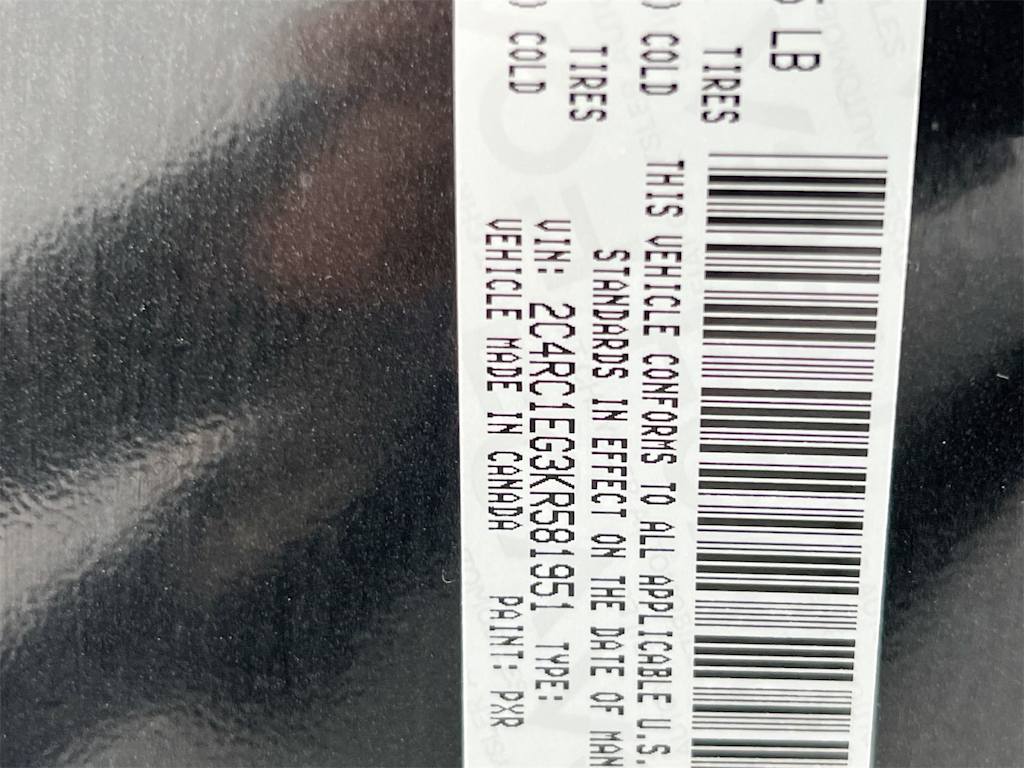 5 LB
TIRES
) COLD
TIRES
) COLD
THIS VEHICLE CONFORMS TO ALL APPLICABLE U.S.
STANDARDS IN EFFECT ON THE DATE OF MAN
VIN: 2C4RC1EG3KR581951 TYPE:
VEHICLE MADE IN CANADA PAINT: PXR